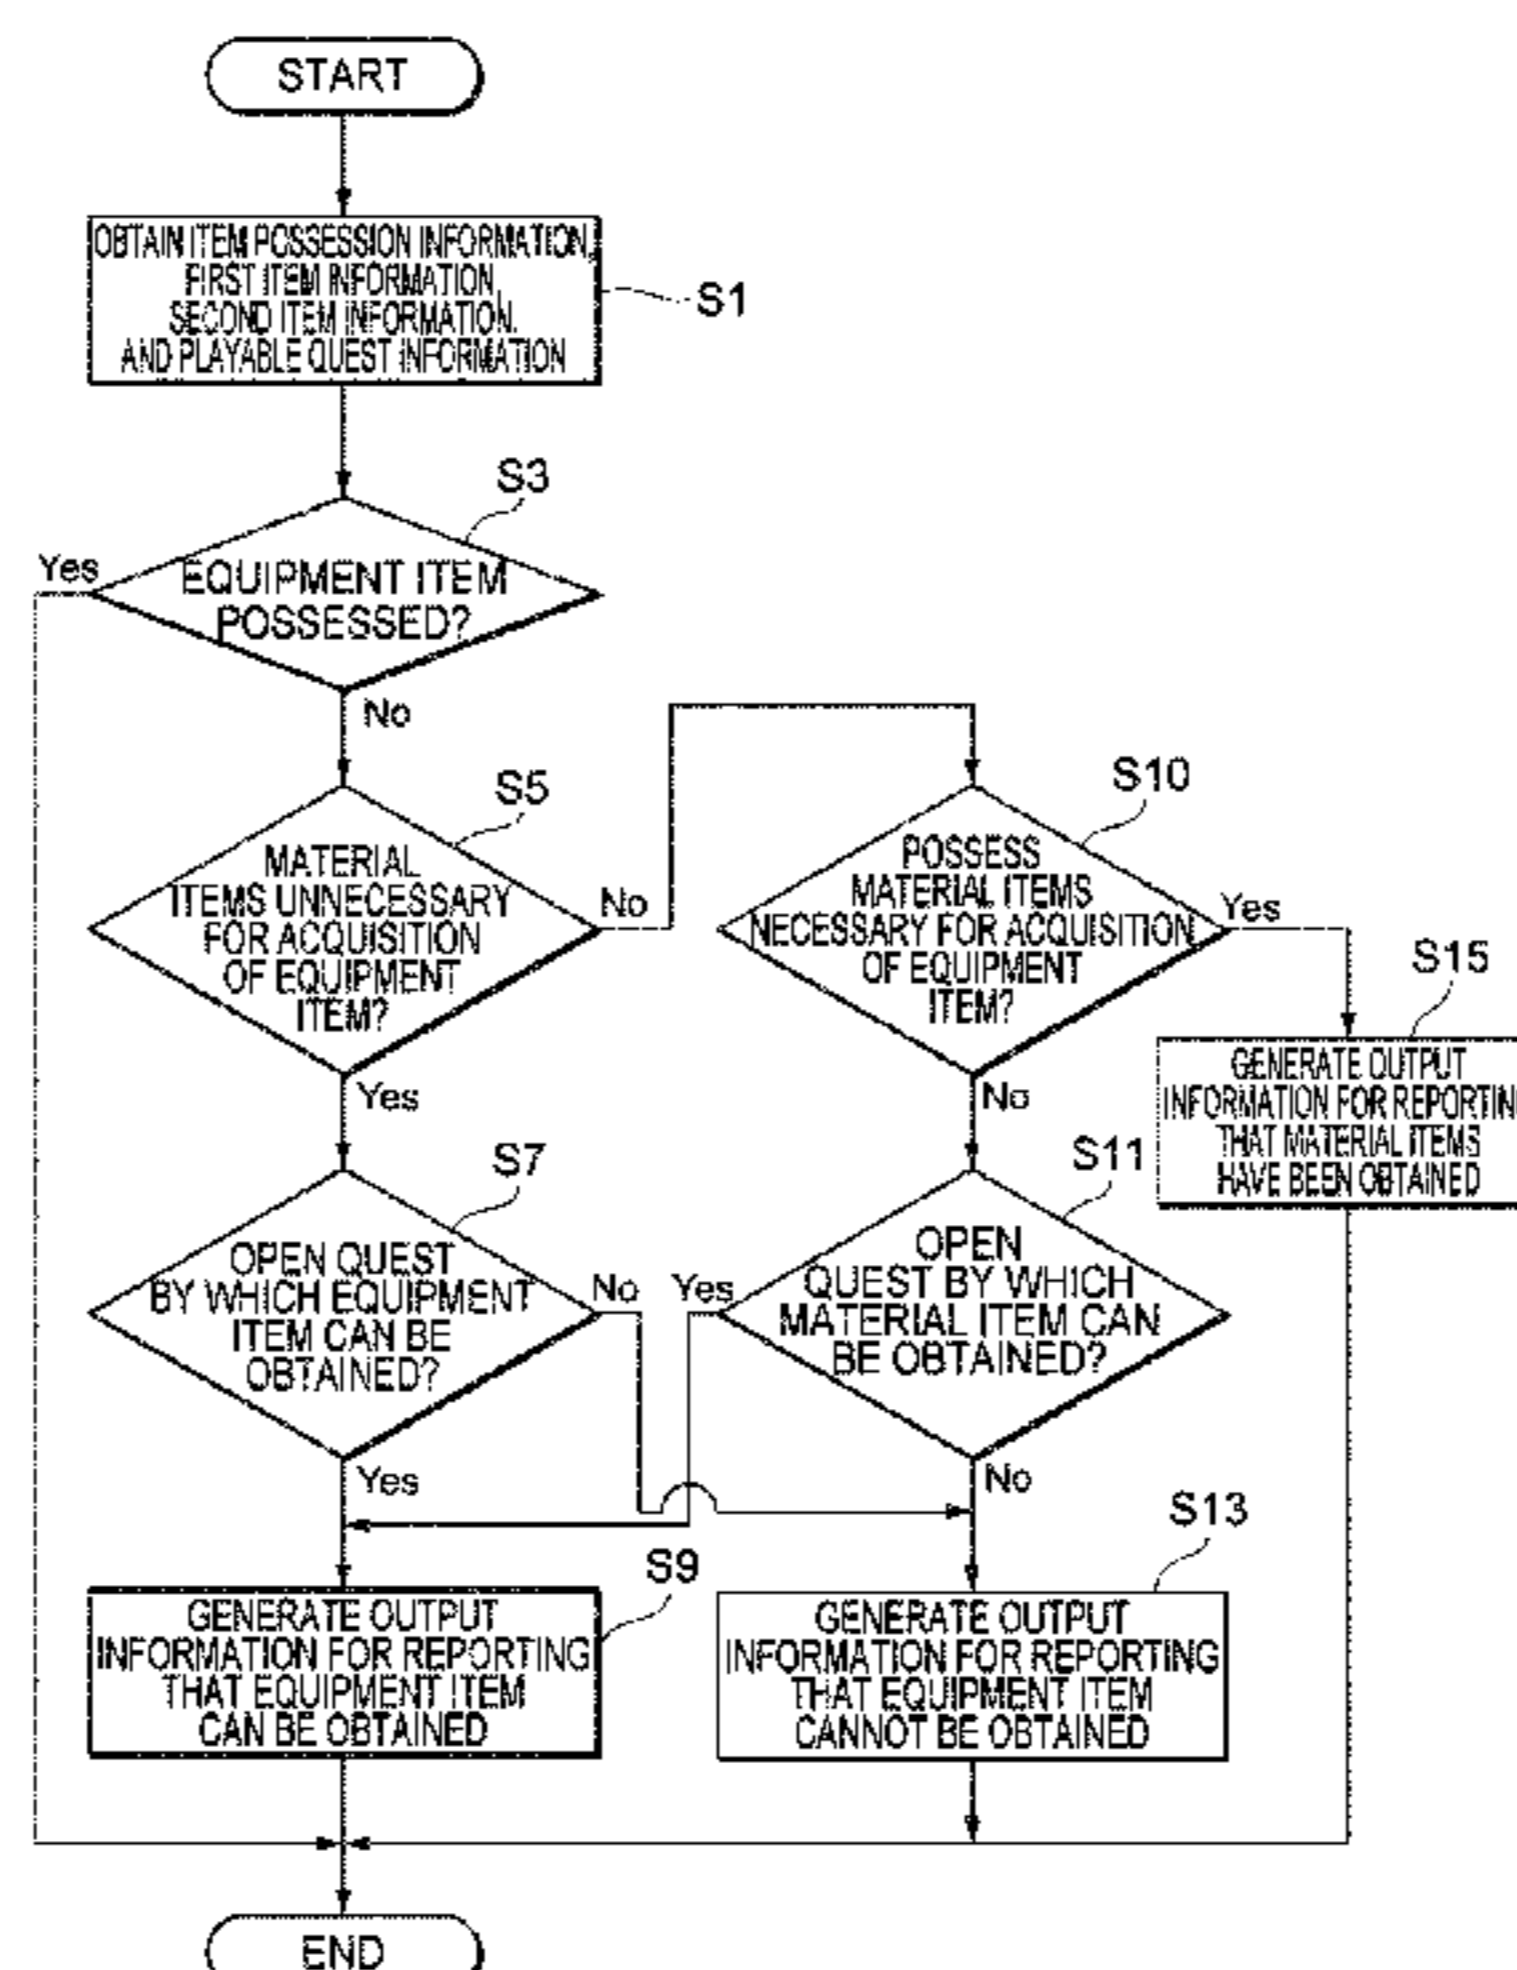 START
OBTAIN ITEM POSSESSION INFORMATION,
FIRST ITEM INFORMATION,
SECOND ITEM INFORMATION,
AND PLAYABLE QUEST INFORMATION
S1
S3
Yes
EQUIPMENT ITEM
POSSESSED?
No
S5
MATERIAL
ITEMS UNNECESSARY
FOR ACQUISITION
OF EQUIPMENT
ITEM?
No
Yes
S10
POSSESS
MATERIAL ITEMS
NECESSARY FOR ACQUISITION
OF EQUIPMENT
ITEM?
Yes
No
S15
GENERATE OUTPUT
INFORMATION FOR REPORTIN
THAT MATERIAL ITEMS
HAVE BEEN OBTAINED
S7
OPEN QUEST
BY WHICH EQUIPMENT
ITEM CAN BE
OBTAINED?
No
Yes
S11
OPEN
QUEST BY WHICH
MATERIAL ITEM CAN
BE OBTAINED?
Yes
No
S9
GENERATE OUTPUT
INFORMATION FOR REPORTING
THAT EQUIPMENT ITEM
CAN BE OBTAINED
S13
GENERATE OUTPUT
INFORMATION FOR REPORTING
THAT EQUIPMENT ITEM
CANNOT BE OBTAINED
END